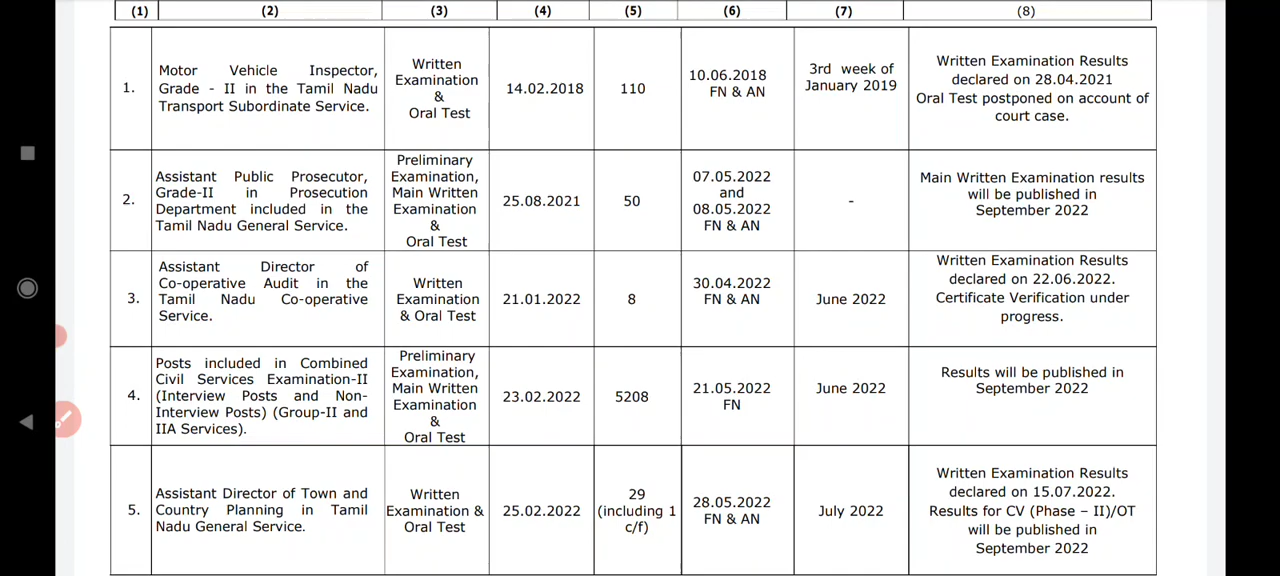 (1) (2) (3) (4) (5) (6) (7) (8)
1.
Motor Vehicle Inspector,
Grade - II in the Tamil Nadu
Transport Subordinate Service.
Written
Examination
&
Oral Test
14.02.2018
110
10.06.2018
FN & AN
3rd week of
January 2019
Written Examination Results
declared on 28.04.2021
Oral Test postponed on account of
court case.
2.
Assistant Public Prosecutor,
Grade-II in Prosecution
Department included in the
Tamil Nadu General Service.
Preliminary
Examination,
Main Written
Examination
&
Oral Test
25.08.2021
50
07.05.2022
and
08.05.2022
FN & AN
-
Main Written Examination results
will be published in
September 2022
3.
Assistant Director of
Co-operative Audit in the
Tamil Nadu Co-operative
Service.
Written
Examination
& Oral Test
21.01.2022
8
30.04.2022
FN & AN
June 2022
Written Examination Results
declared on 22.06.2022.
Certificate Verification under
progress.
4.
Posts included in Combined
Civil Services Examination-II
(Interview Posts and Non-
Interview Posts) (Group-II and
IIA Services).
Preliminary
Examination,
Main Written
Examination
&
Oral Test
23.02.2022
5208
21.05.2022
FN
June 2022
Results will be published in
September 2022
5.
Assistant Director of Town and
Country Planning in Tamil
Nadu General Service.
Written
Examination &
Oral Test
25.02.2022
29
(including 1
c/f)
28.05.2022
FN & AN
July 2022
Written Examination Results
declared on 15.07.2022.
Results for CV (Phase – II)/OT
will be published in
September 2022